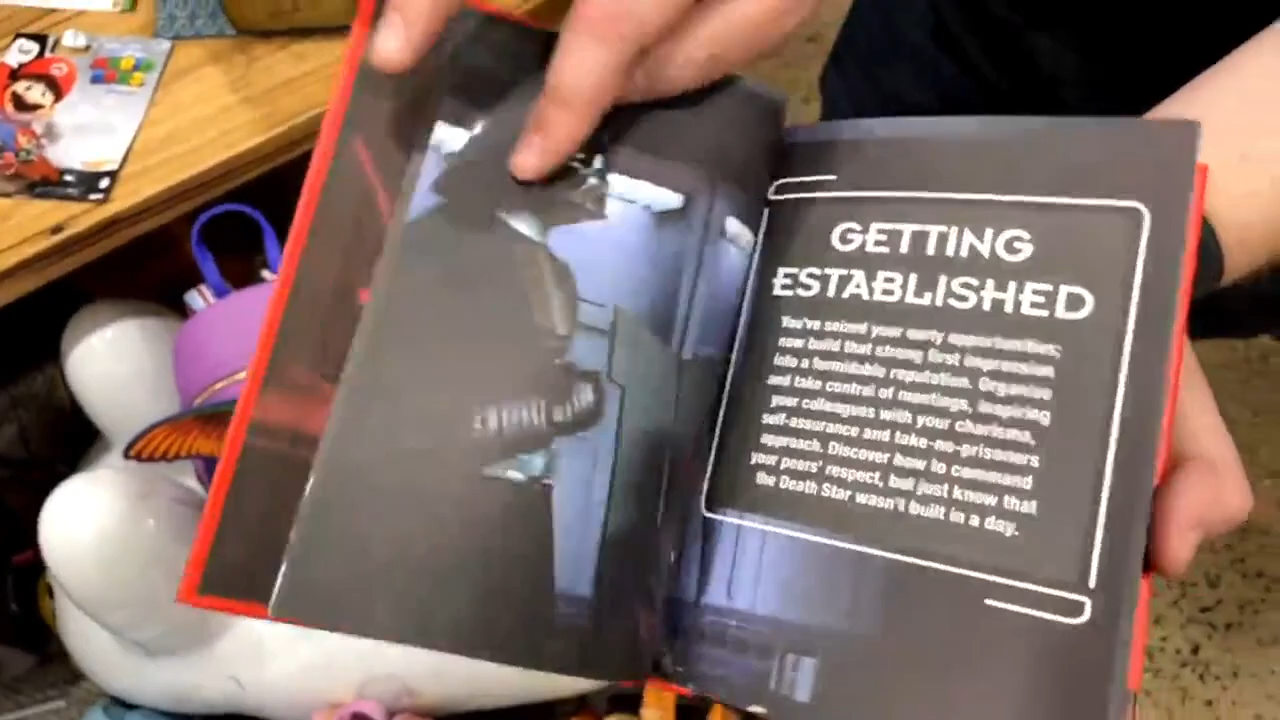 GETTING
ESTABLISHED
You've seized your early opportunities;
now build that strong first impression
into a formidable reputation. Organise
and take control of meetings, inspiring
your colleagues with your charisma,
self-assurance and take-no-prisoners
approach. Discover how to command
your peers' respect, but just know that
the Death Star wasn't built in a day.